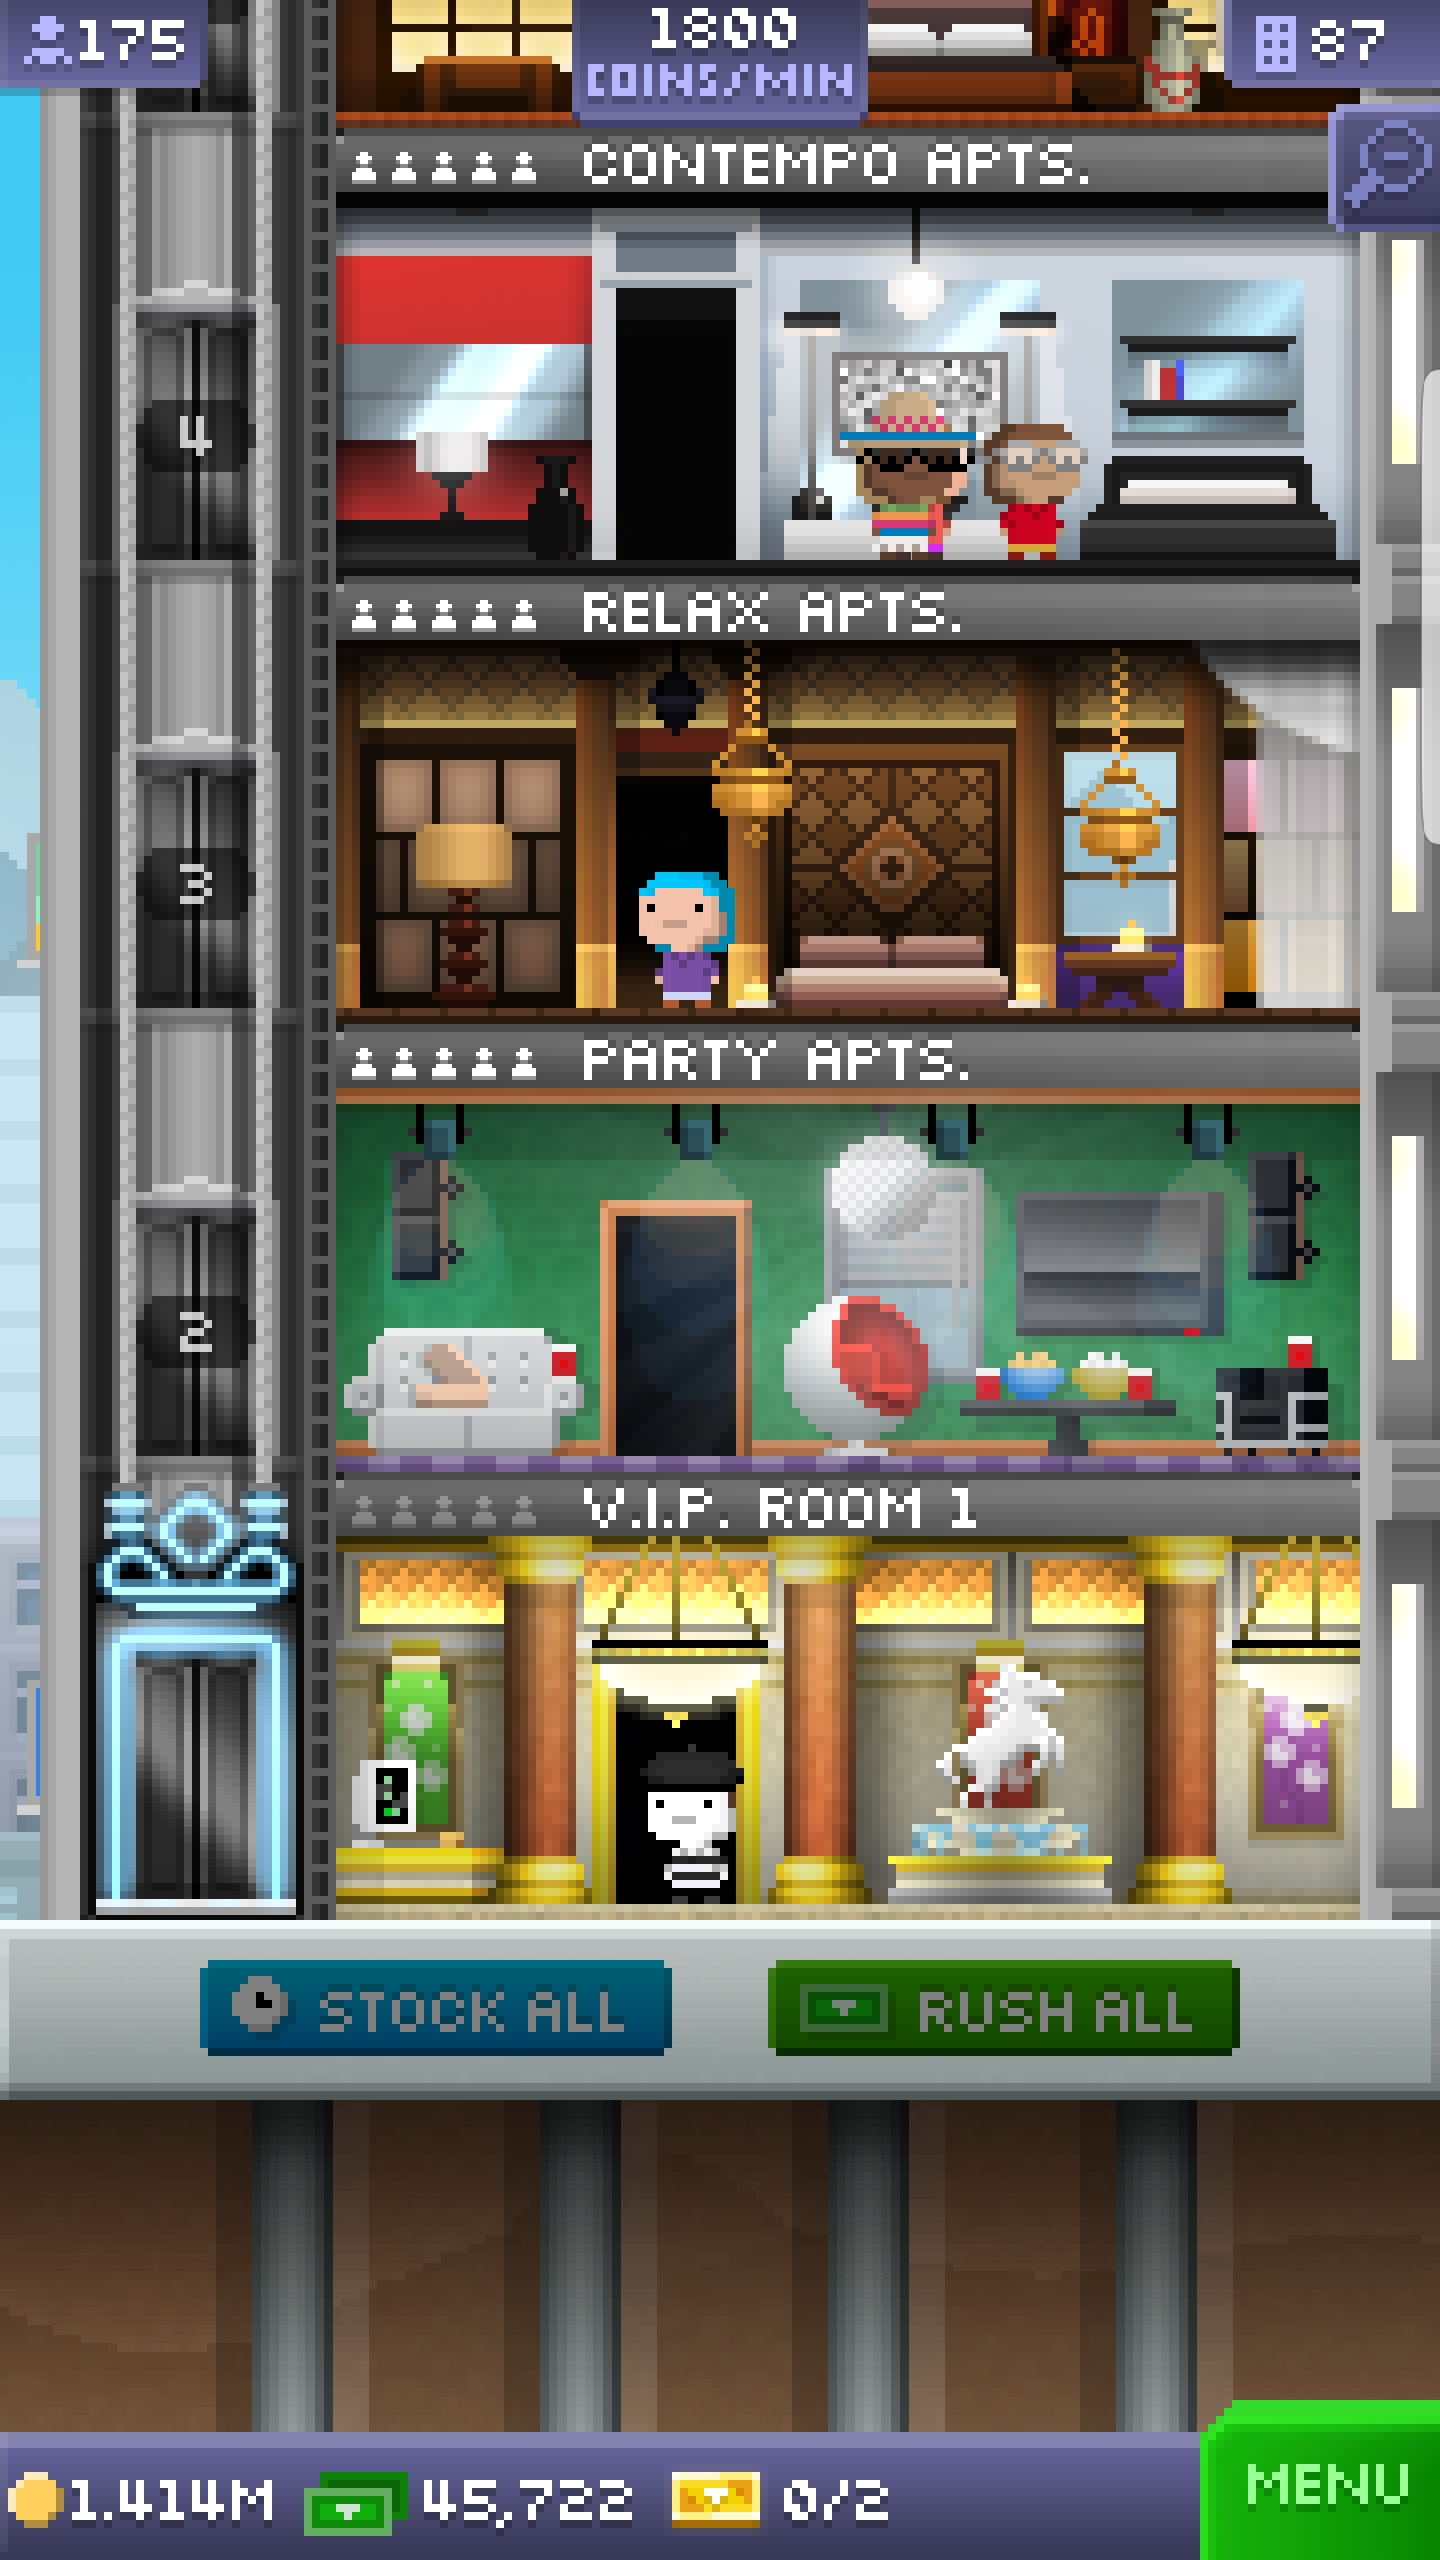 175
1800
COINS/MIN
87
CONTEMPO APTS.
4
RELAX APTS.
3
PARTY APTS.
2
V.I.P. ROOM 1
STOCK ALL
RUSH ALL
1.414M
45,722
0/2
MENU